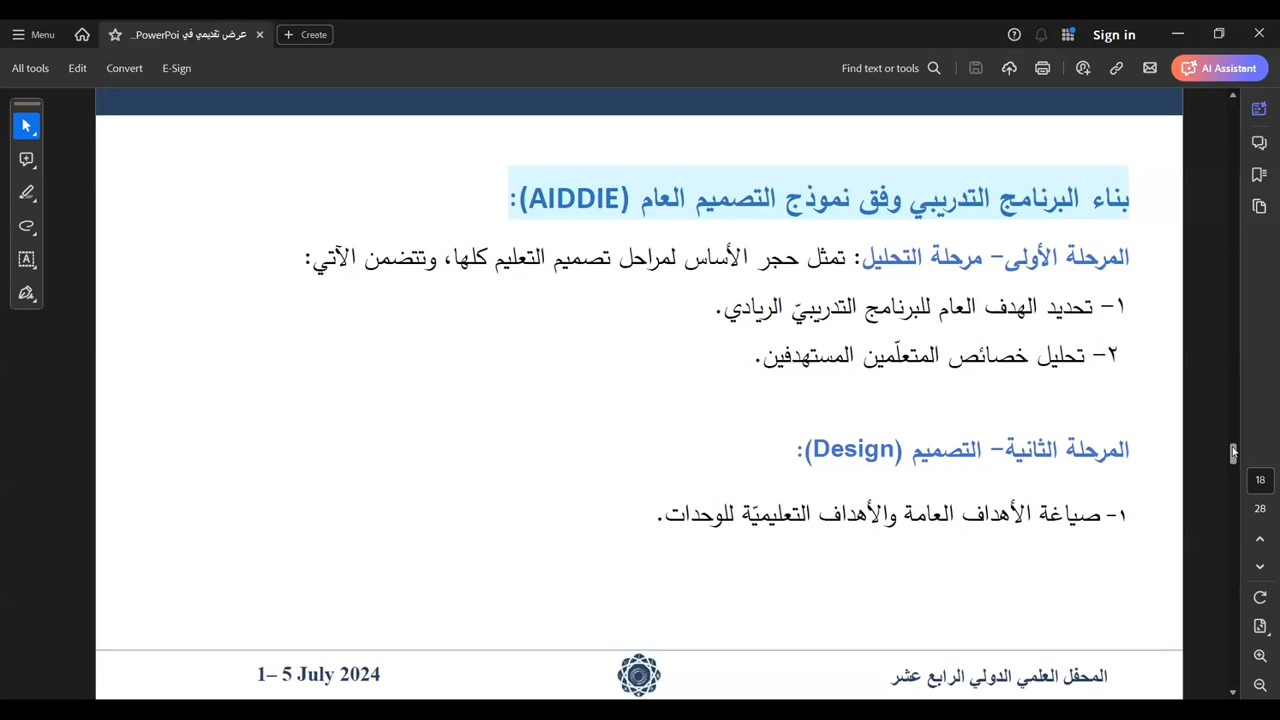 Menu
عرض تقديمي في PowerPoi...
Create
Sign in
All tools
Edit
Convert
E-Sign
Find text or tools
AI Assistant
بناء البرنامج التدريبي وفق نموذج التصميم العام (AIDDIE):
المرحلة الأولى- مرحلة التحليل: تمثل حجر الأساس لمراحل تصميم التعليم كلها، وتتضمن الآتي:
١- تحديد الهدف العام للبرنامج التدريبيّ الريادي.
٢- تحليل خصائص المتعلّمين المستهدفين.
المرحلة الثانية- التصميم (Design):
١- صياغة الأهداف العامة والأهداف التعليميّة للوحدات.
18
28
المحفل العلمي الدولي الرابع عشر
1– 5 July 2024